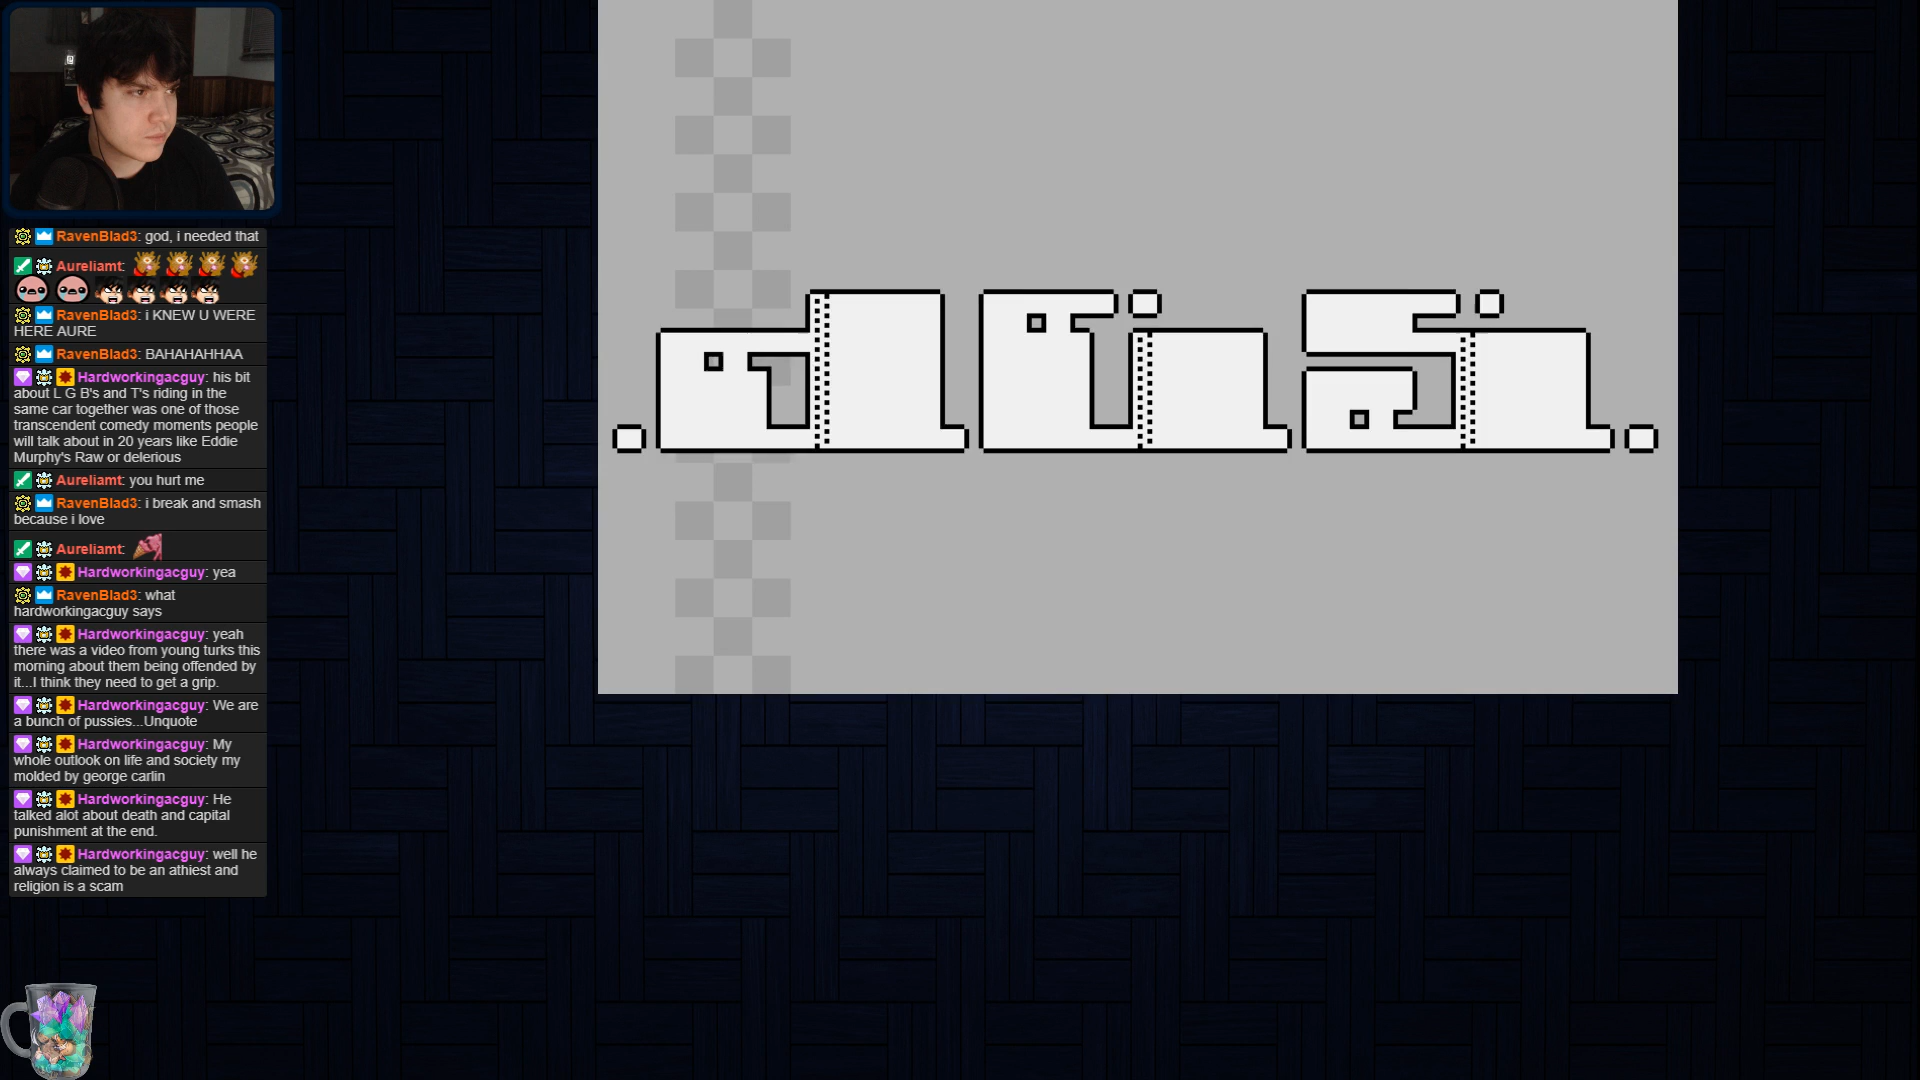 RavenBlad3: god, i needed that
Aureliamt:
RavenBlad3: i KNEW U WERE
HERE AURE
RavenBlad3: BAHAHAHHAA
Hardworkingacguy: his bit
about L G B's and T's riding in the
same car together was one of those
transcendent comedy moments people
will talk about in 20 years like Eddie
Murphy's Raw or delerious
Aureliamt: you hurt me
RavenBlad3: i break and smash
because i love
Aureliamt:
Hardworkingacguy: yea
RavenBlad3: what
hardworkingacguy says
Hardworkingacguy: yeah
there was a video from young turks this
morning about them being offended by
it...I think they need to get a grip.
Hardworkingacguy: We are
a bunch of pussies...Unquote
Hardworkingacguy: My
whole outlook on life and society my
molded by george carlin
Hardworkingacguy: He
talked alot about death and capital
punishment at the end.
Hardworkingacguy: well he
always claimed to be an athiest and
religion is a scam